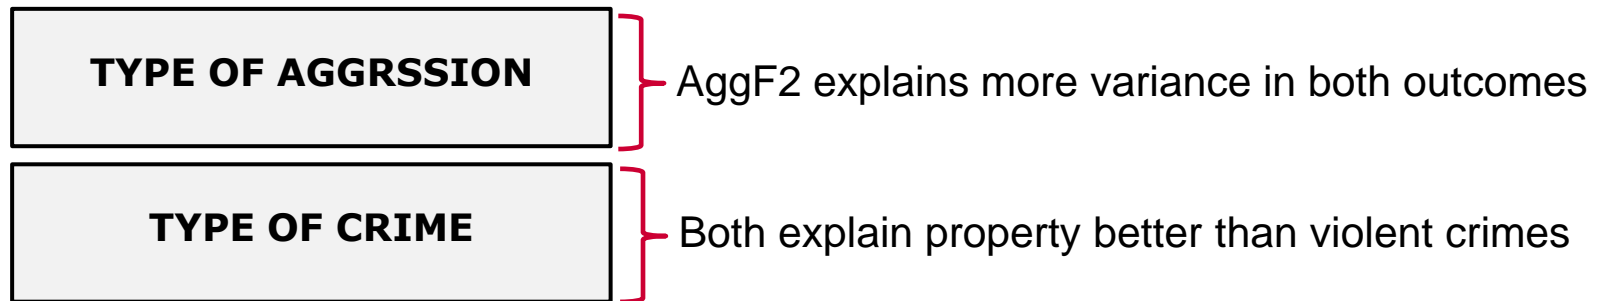 TYPE OF AGGRSSION
AggF2 explains more variance in both outcomes
TYPE OF CRIME
Both explain property better than violent crimes